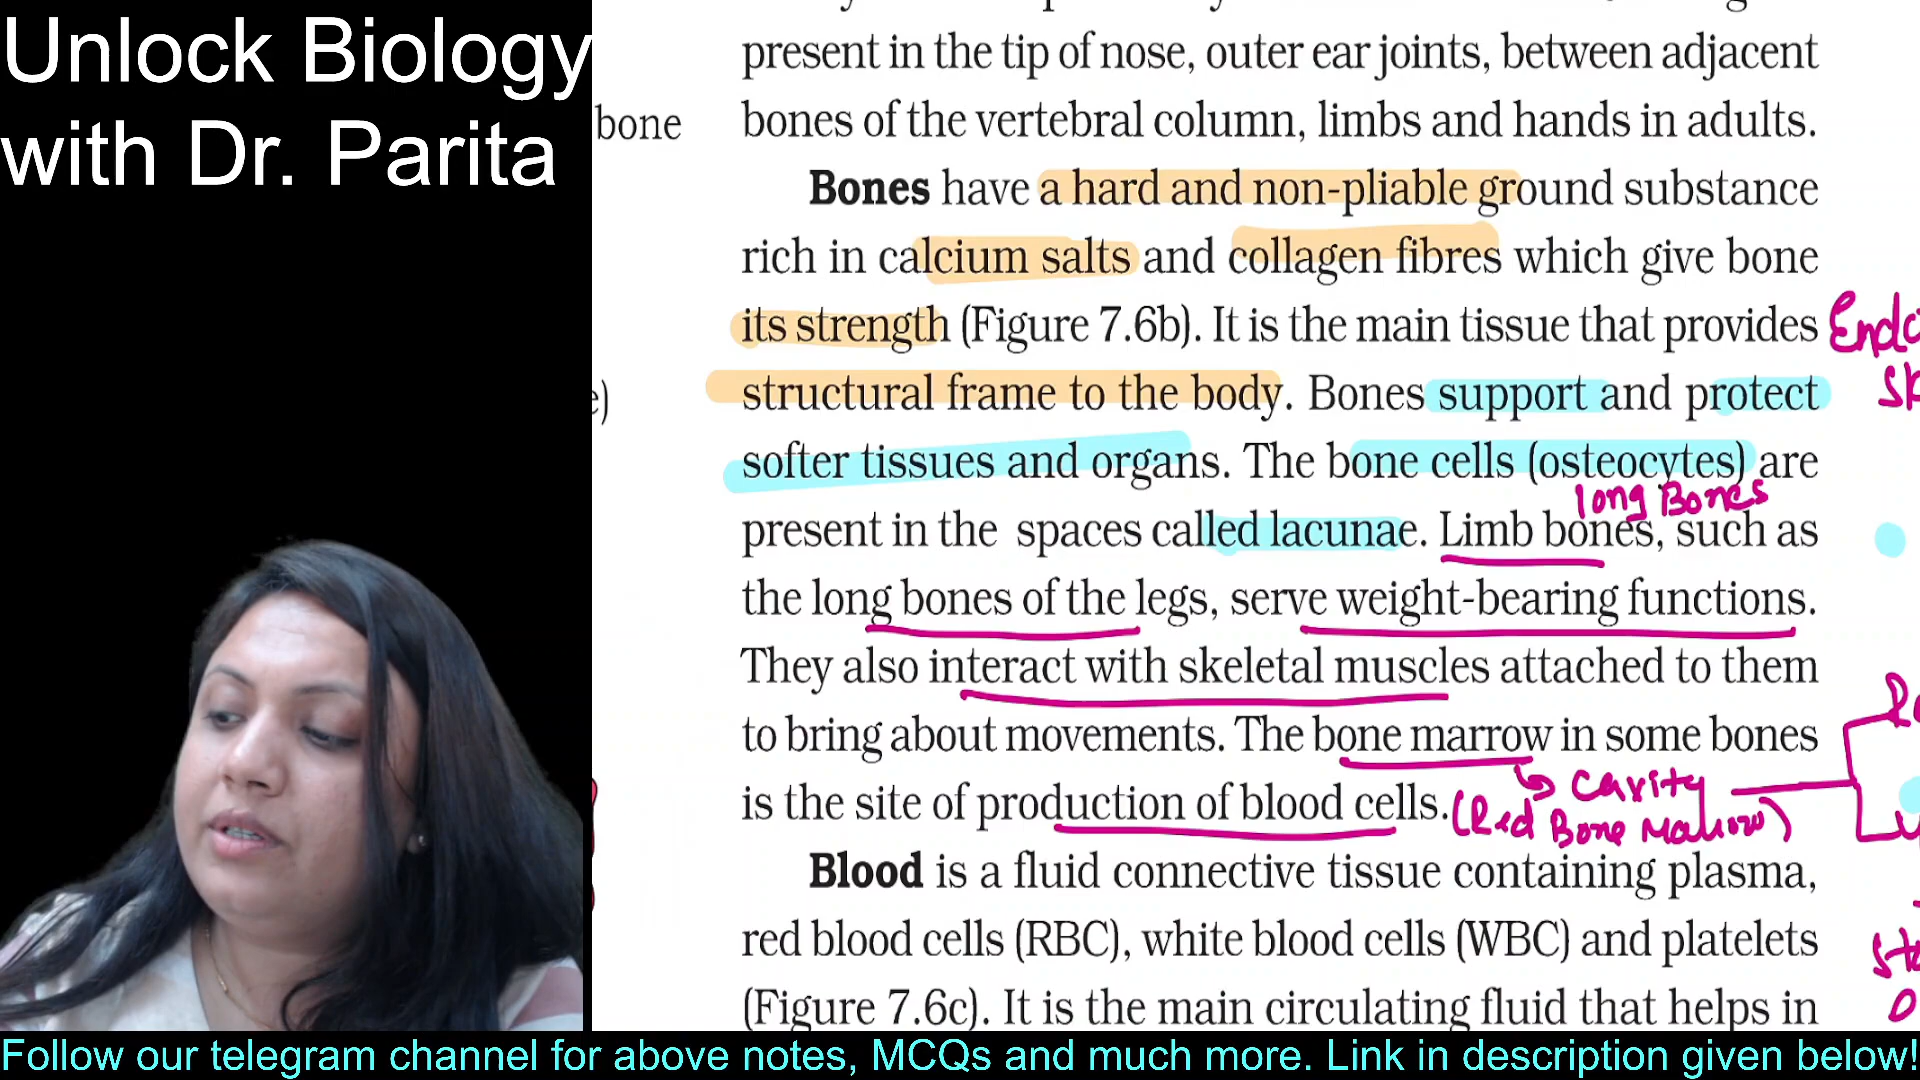 Unlock Biology
with Dr. Parita
bone
e)
present in the tip of nose, outer ear joints, between adjacent
bones of the vertebral column, limbs and hands in adults.
Bones have a hard and non-pliable ground substance
rich in calcium salts and collagen fibres which give bone
its strength (Figure 7.6b). It is the main tissue that provides
structural frame to the body. Bones support and protect
softer tissues and organs. The bone cells (osteocytes) are
long Bones
present in the spaces called lacunae. Limb bones, such as
the long bones of the legs, serve weight-bearing functions.
They also interact with skeletal muscles attached to them
to bring about movements. The bone marrow in some bones
cavity
is the site of production of blood cells. (Red Bone Marrow)
Blood is a fluid connective tissue containing plasma,
red blood cells (RBC), white blood cells (WBC) and platelets
(Figure 7.6c). It is the main circulating fluid that helps in
Follow our telegram channel for above notes, MCQs and much more. Link in description given below!